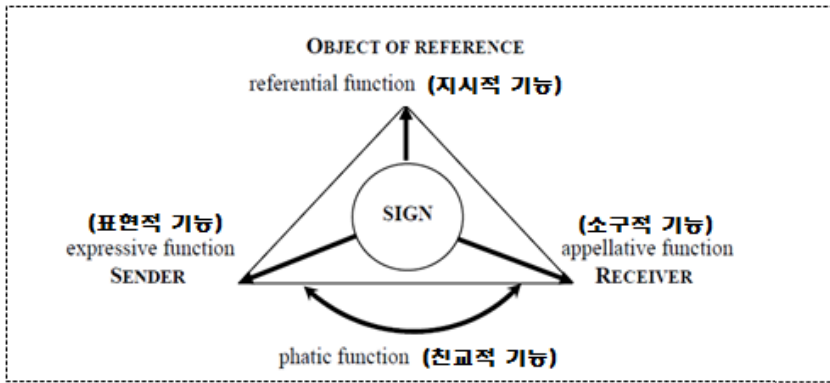 OBJECT OF REFERENCE
referential function (지시적 기능)
SIGN
(표현적 기능)
expressive function
SENDER
(소구적 기능)
appellative function
RECEIVER
phatic function (친교적 기능)